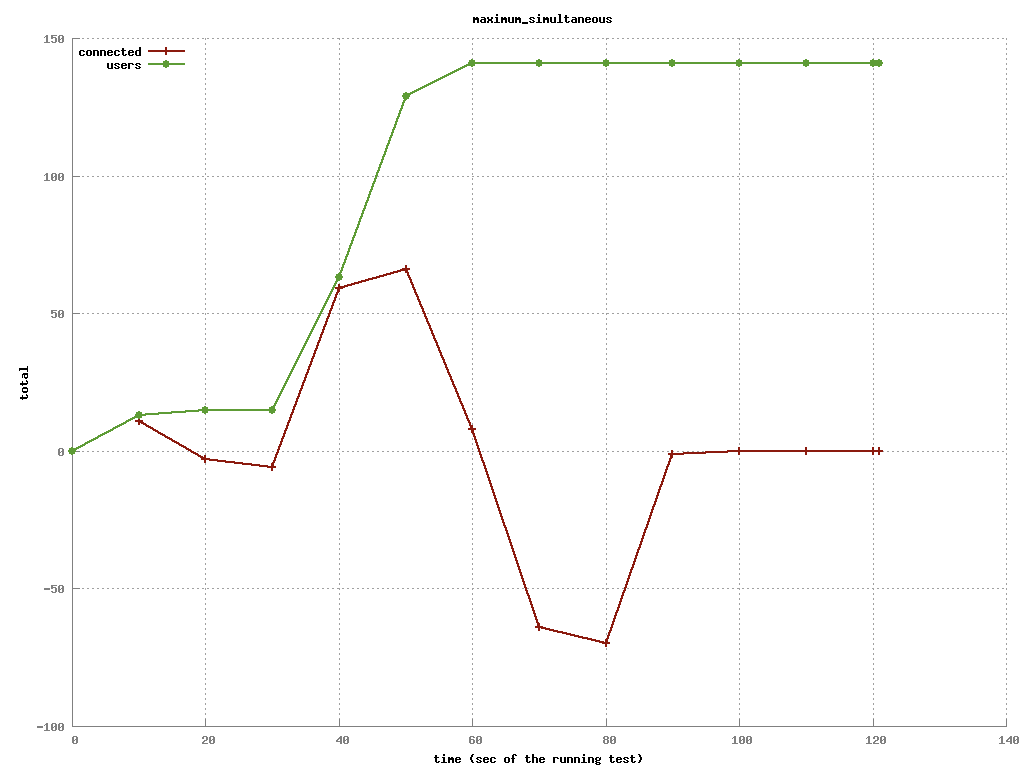 maximum_simultaneous
150
connected
users
100
50
total
0
-50
-100
0 20 40 60 80 100 120 140
time (sec of the running test)